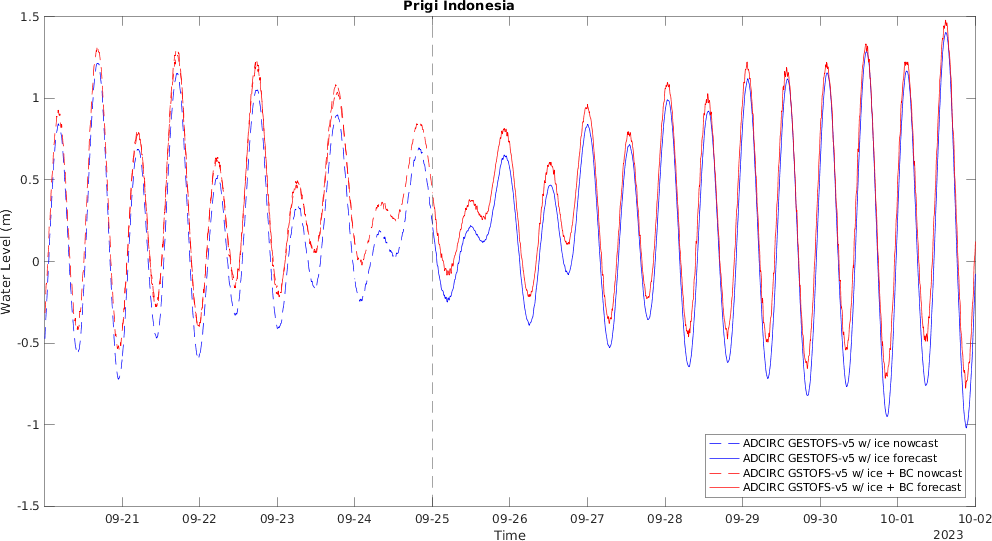 Prigi Indonesia
1.5
1
0.5
0
-0.5
-1
-1.5
Water Level (m)
09-21 09-22 09-23 09-24 09-25 09-26 09-27 09-28 09-29 09-30 10-01 10-02
Time
2023
ADCIRC GESTOFS-v5 w/ ice nowcast
ADCIRC GESTOFS-v5 w/ ice forecast
ADCIRC GSTOFS-v5 w/ ice + BC nowcast
ADCIRC GSTOFS-v5 w/ ice + BC forecast